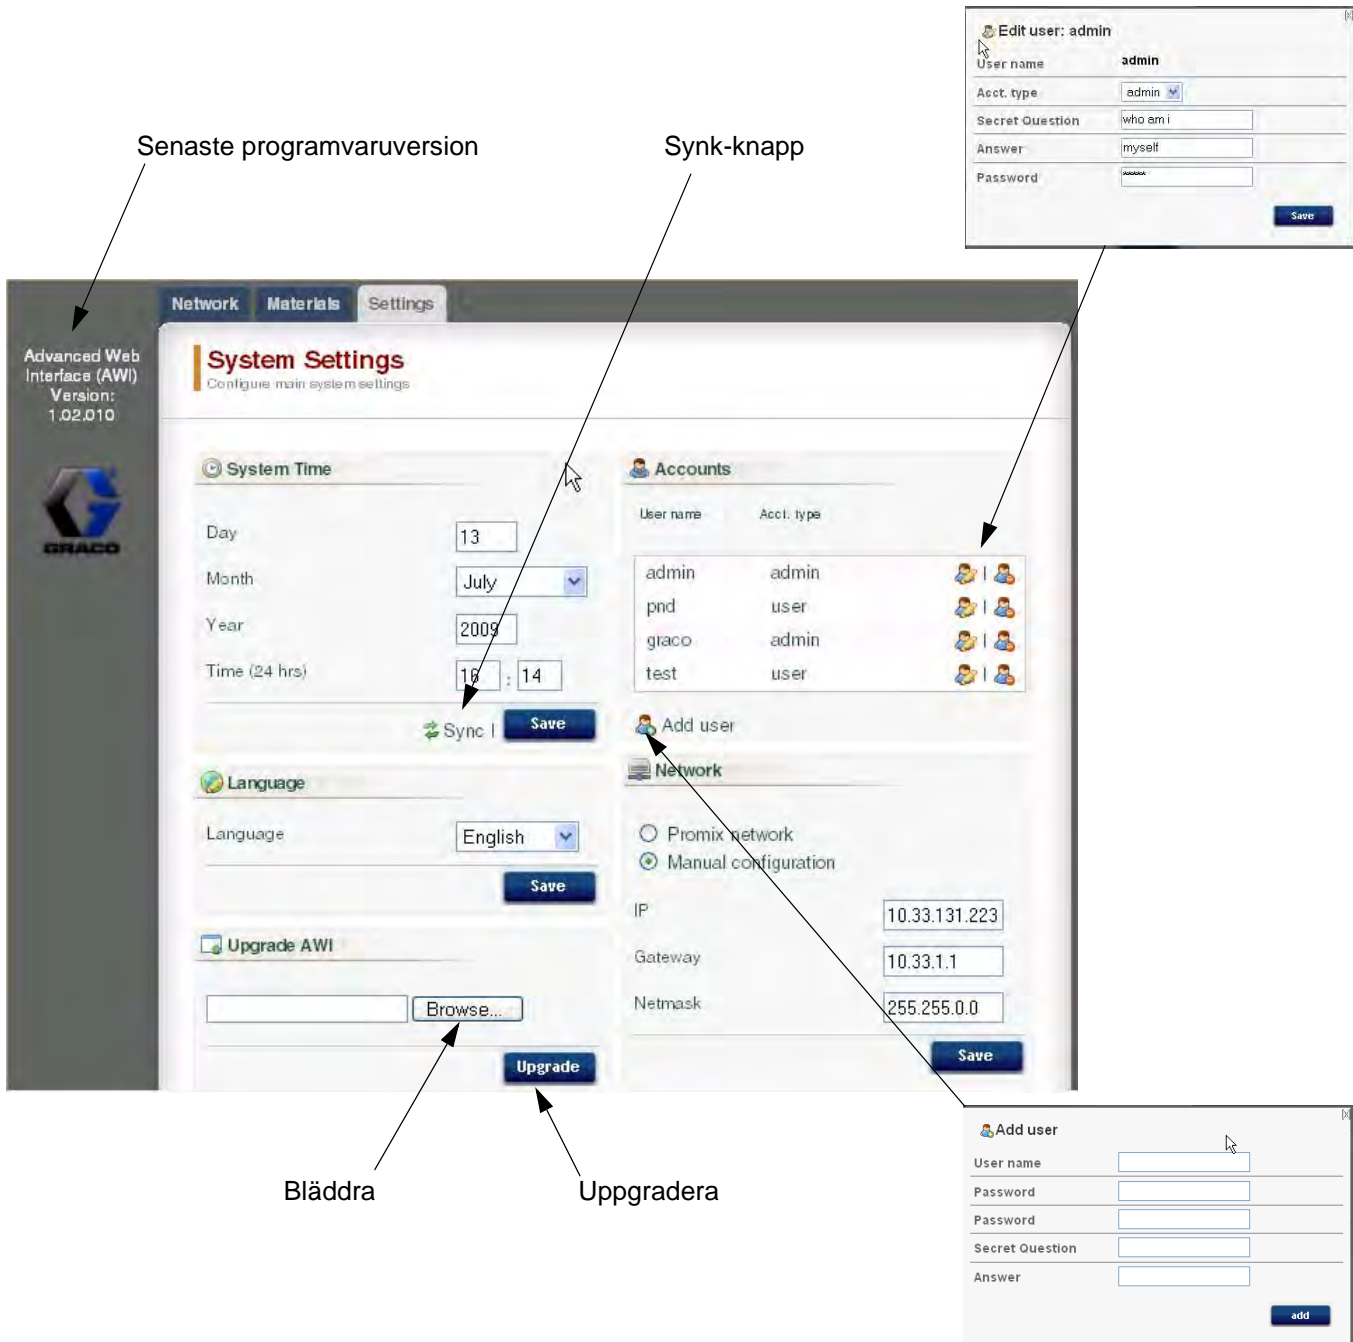 [x]
Edit user: admin
User name admin
Acct. type admin
Secret Question who am i
Answer myself
Password *****
Save
Senaste programvaruversion
Synk-knapp
Network Materials Settings
Advanced Web
Interface (AWI)
Version:
1.02.010
GRACO
System Settings
Configure main system settings
System Time
Day 13
Month July
Year 2009
Time (24 hrs) 16 : 14
Sync | Save
Language
Language English
Save
Upgrade AWI
Browse...
Upgrade
Accounts
User name Acct. type
admin admin |
pnd user |
graco admin |
test user |
Add user
Network
Promix network
Manual configuration
IP 10.33.131.223
Gateway 10.33.1.1
Netmask 255.255.0.0
Save
Bläddra
Uppgradera
[x]
Add user
User name
Password
Password
Secret Question
Answer
add